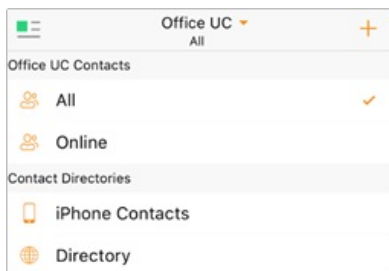 Office UC
All
Office UC Contacts
All
Online
Contact Directories
iPhone Contacts
Directory